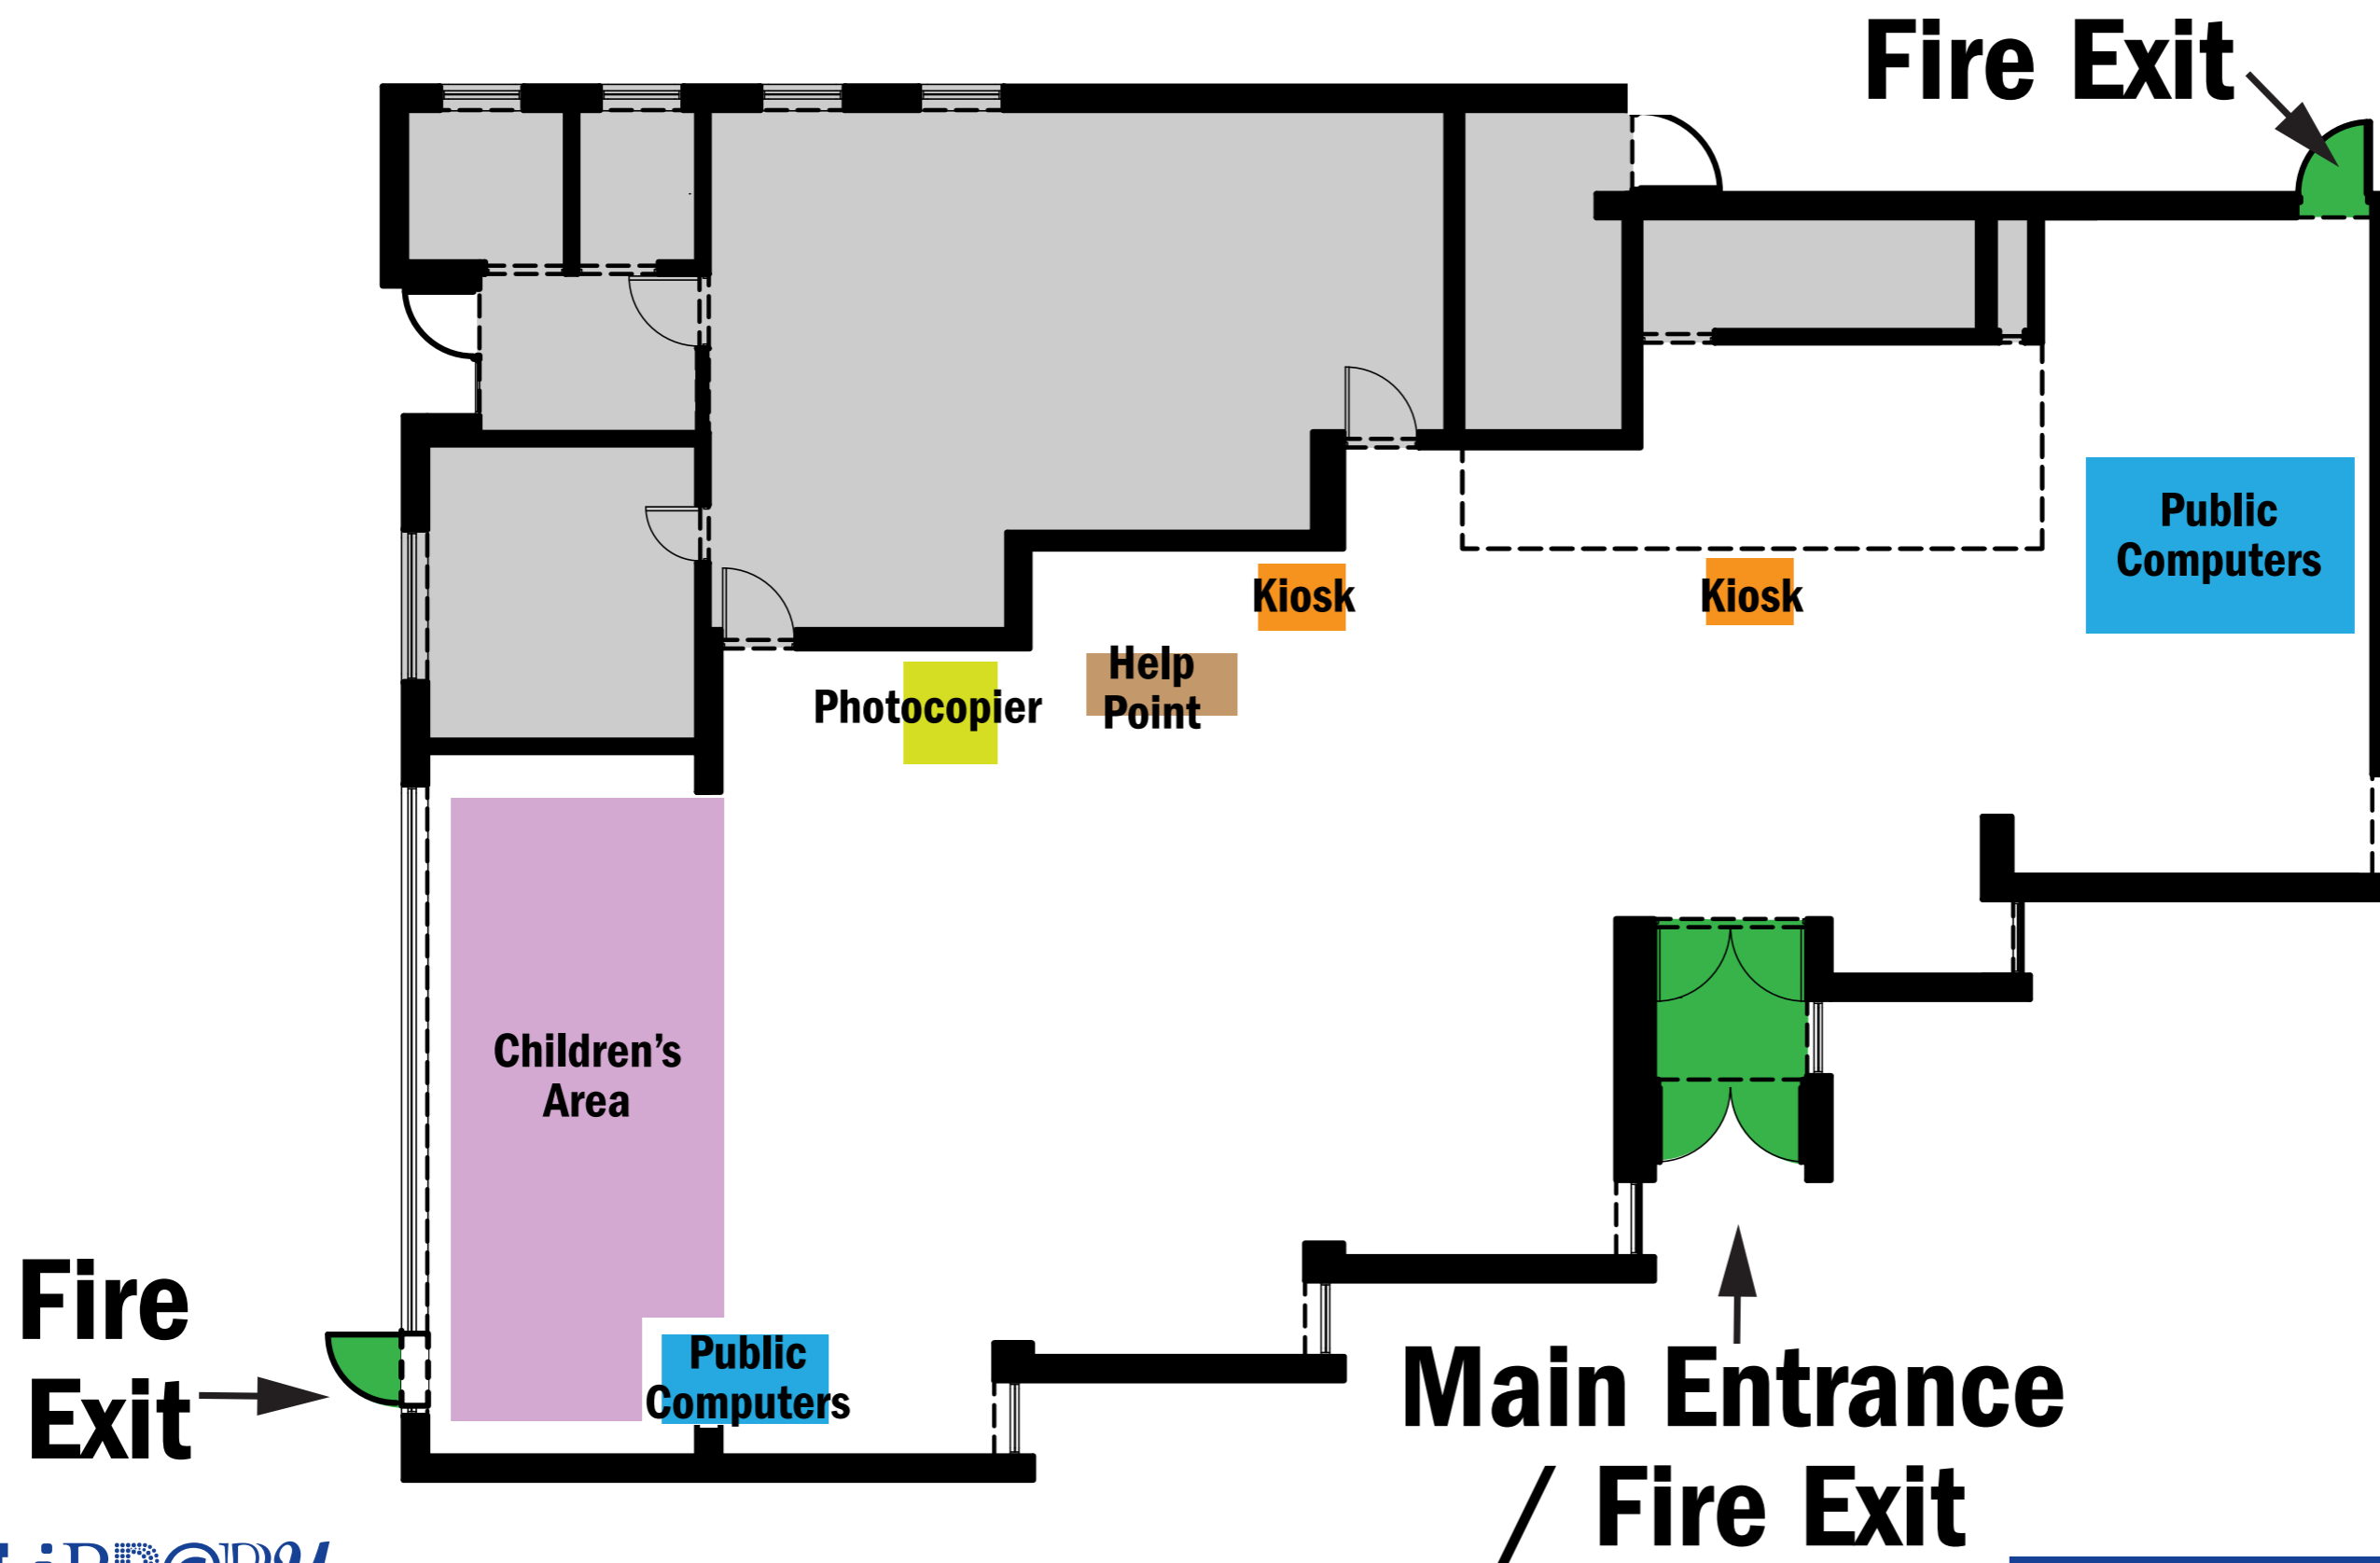 Fire Exit
Public
Computers
Kiosk
Kiosk
Help
Point
Photocopier
Children's
Area
Fire
Exit
Public
Computers
Main Entrance
/ Fire Exit